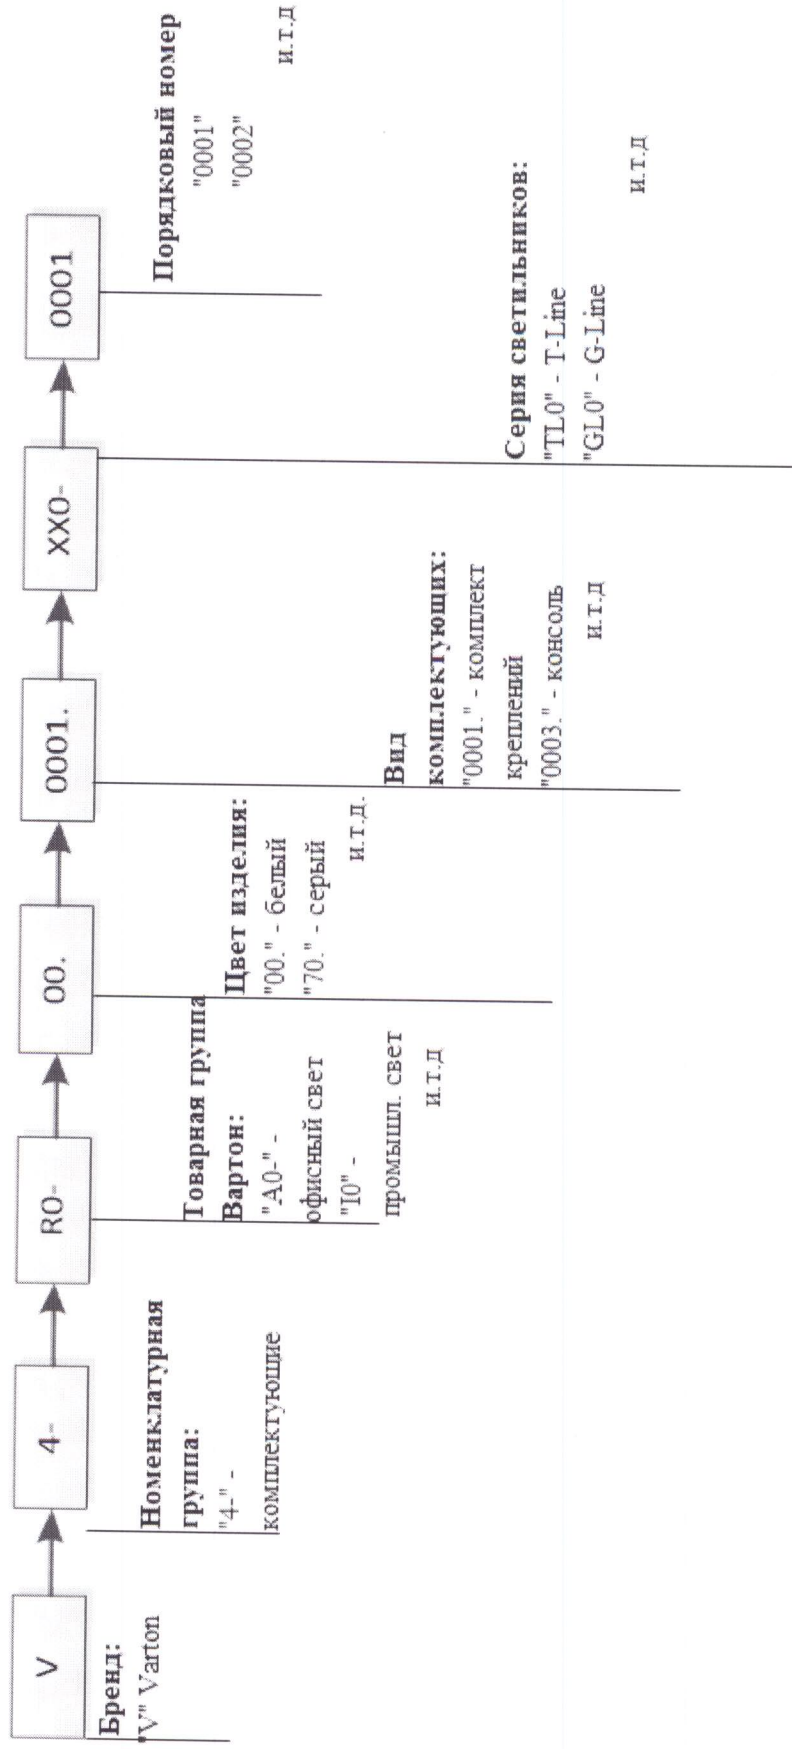 V
4-
R0-
00.
0001.
XX0-
0001
Бренд:
"V" Varton
Номенклатурная
группа:
"4-" -
комплектующие
Товарная группа
Вартон:
"A0-" -
офисный свет
"I0" -
промышл. свет
и.т.д
Цвет изделия:
"00." - белый
"70." - серый
и.т.д.
Вид
комплектующих:
"0001." - комплект
креплений
"0003." - консоль
и.т.д
Серия светильников:
"TL0" - T-Line
"GL0" - G-Line
и.т.д
Порядковый номер
"0001"
"0002"
и.т.д